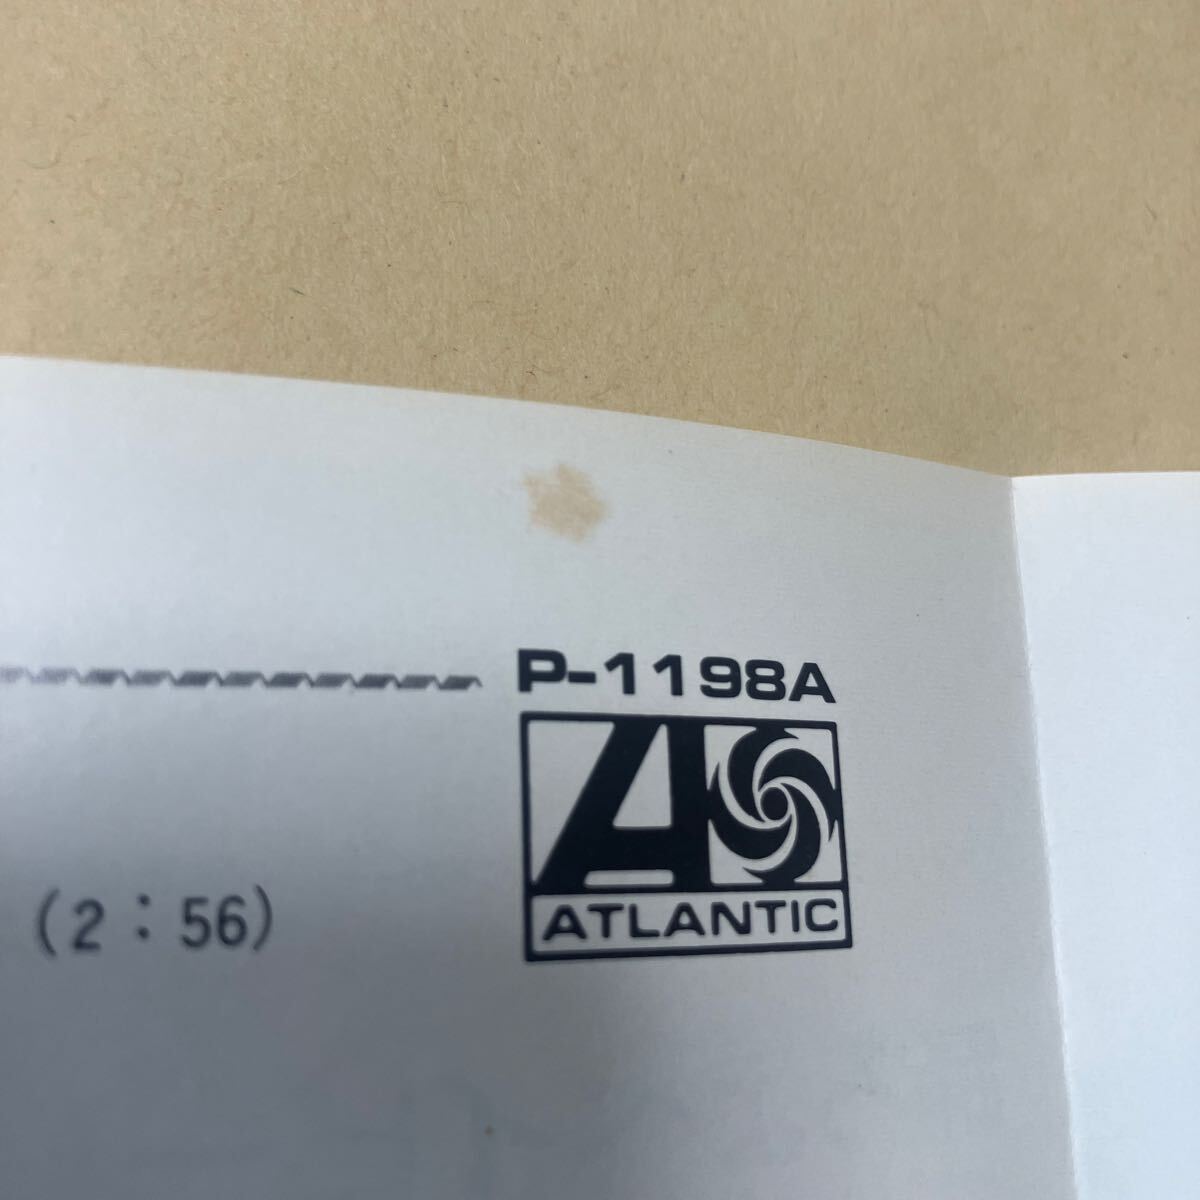 P-1198A
ATLANTIC
(2:56)